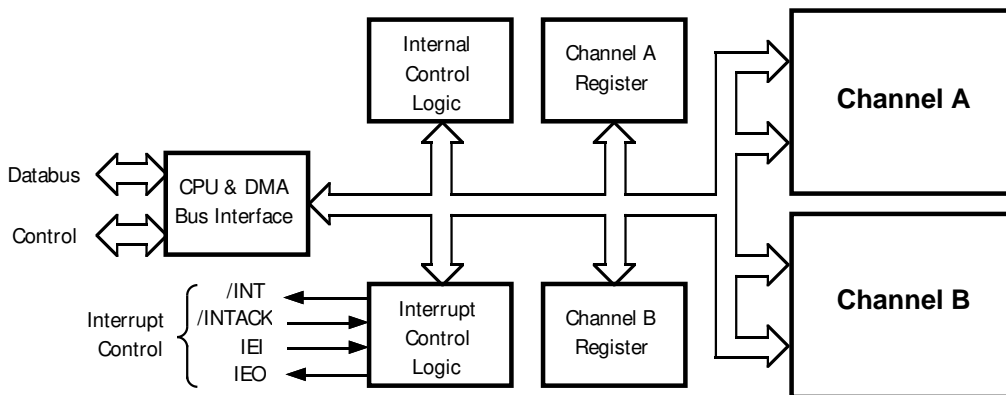 Internal
Control
Logic
Channel A
Register
Channel A
Databus
Control
CPU & DMA
Bus Interface
Channel B
Interrupt
Control
/INT
/INTACK
IEI
IEO
Interrupt
Control
Logic
Channel B
Register